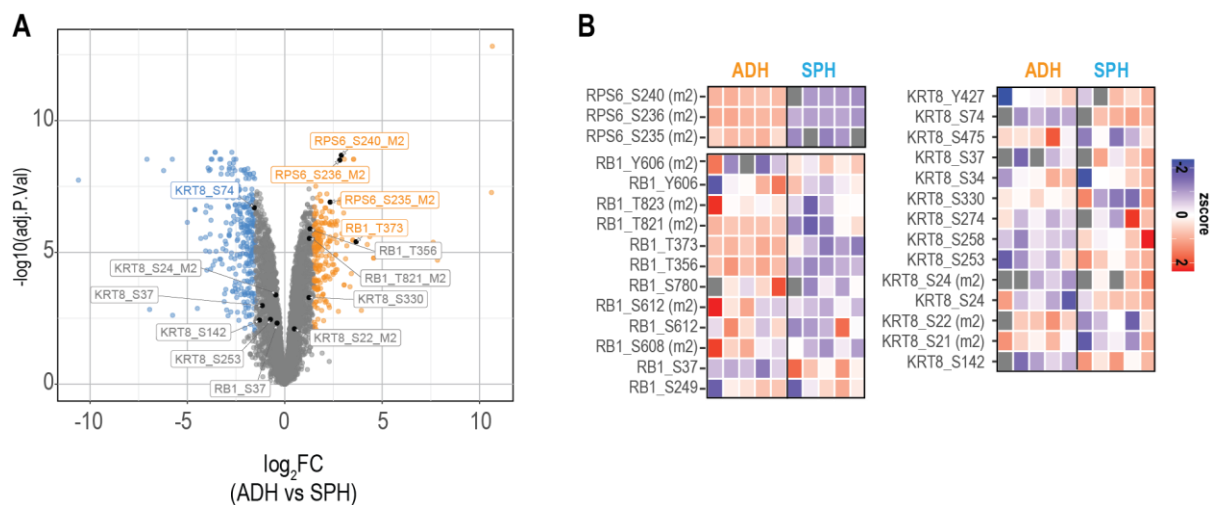 A
-log10(adj.P.Val)
10
5
0
RPS6_S240_M2
RPS6_S236_M2
KRT8_S74
RPS6_S235_M2
RB1_T373
RB1_T356
KRT8_S24_M2
RB1_T821_M2
KRT8_S37
KRT8_S330
KRT8_S142
KRT8_S22_M2
KRT8_S253
RB1_S37
-10
-5
0
5
10
log2FC
(ADH vs SPH)
B
ADH
SPH
RPS6_S240 (m2)
RPS6_S236 (m2)
RPS6_S235 (m2)
RB1_Y606 (m2)
RB1_Y606
RB1_T823 (m2)
RB1_T821 (m2)
RB1_T373
RB1_T356
RB1_S780
RB1_S612 (m2)
RB1_S612
RB1_S608 (m2)
RB1_S37
RB1_S249
ADH
SPH
KRT8_Y427
KRT8_S74
KRT8_S475
KRT8_S37
KRT8_S34
KRT8_S330
KRT8_S274
KRT8_S258
KRT8_S253
KRT8_S24 (m2)
KRT8_S24
KRT8_S22 (m2)
KRT8_S21 (m2)
KRT8_S142
-2
0
2
zscore